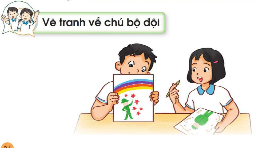 Vẽ tranh về chú bộ đội